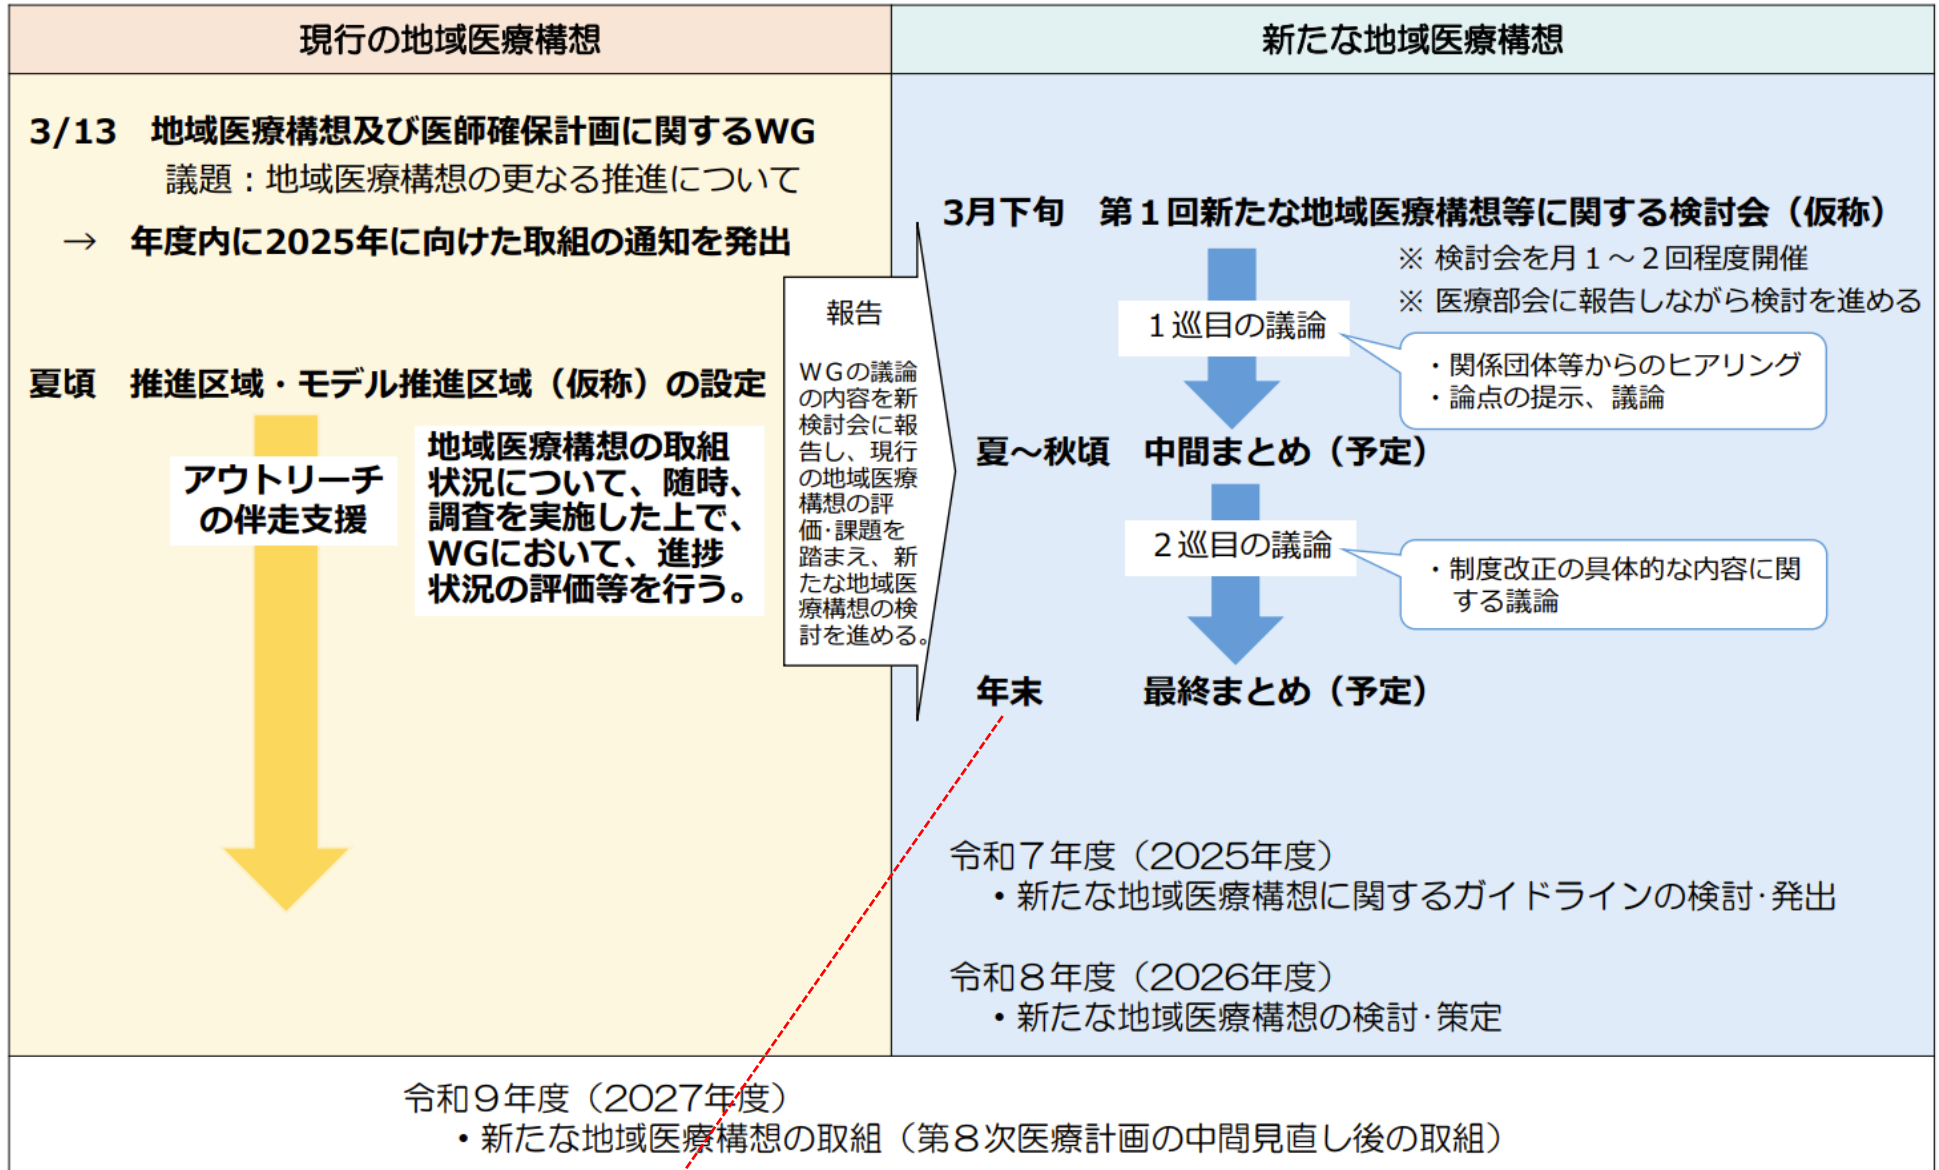 現行の地域医療構想
新たな地域医療構想
3/13　地域医療構想及び医師確保計画に関するWG
議題：地域医療構想の更なる推進について
→　年度内に2025年に向けた取組の通知を発出
夏頃　推進区域・モデル推進区域（仮称）の設定
アウトリーチ
の伴走支援
地域医療構想の取組
状況について、随時、
調査を実施した上で、
WGにおいて、進捗
状況の評価等を行う。
報告
ＷＧの議論
の内容を新
検討会に報
告し、現行
の地域医療
構想の評
価･課題を
踏まえ、新
たな地域医
療構想の検
討を進める。
3月下旬　第１回新たな地域医療構想等に関する検討会（仮称）
※ 検討会を月１～２回程度開催
※ 医療部会に報告しながら検討を進める
１巡目の議論
・関係団体等からのヒアリング
・論点の提示、議論
夏～秋頃　中間まとめ（予定）
２巡目の議論
・制度改正の具体的な内容に関
する議論
年末　最終まとめ（予定）
令和７年度（2025年度）
・新たな地域医療構想に関するガイドラインの検討･発出
令和８年度（2026年度）
・新たな地域医療構想の検討･策定
令和９年度（2027年度）
・新たな地域医療構想の取組（第８次医療計画の中間見直し後の取組）